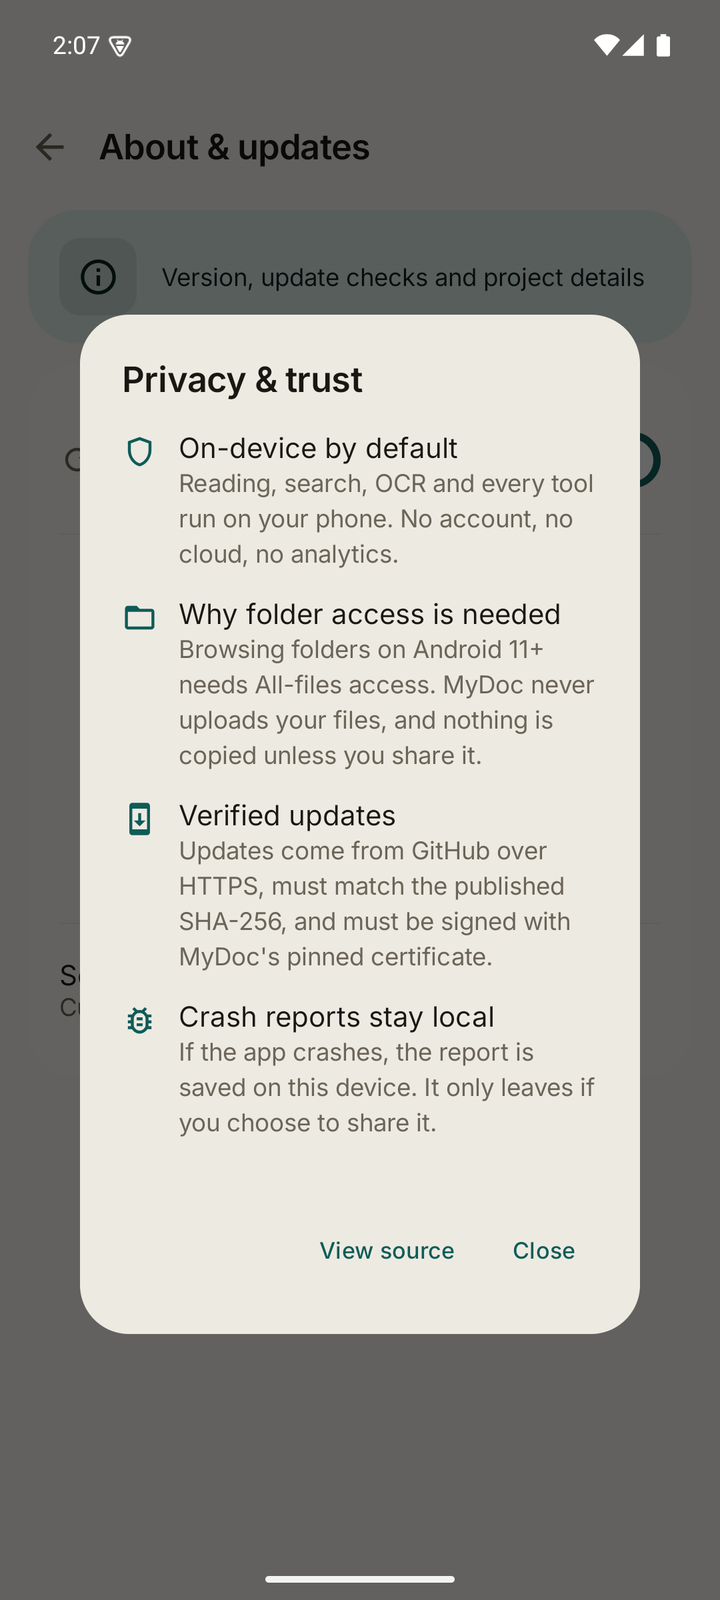 2:07
About & updates
Version, update checks and project details
Privacy & trust
On-device by default
Reading, search, OCR and every tool
run on your phone. No account, no
cloud, no analytics.
Why folder access is needed
Browsing folders on Android 11+
needs All-files access. MyDoc never
uploads your files, and nothing is
copied unless you share it.
Verified updates
Updates come from GitHub over
HTTPS, must match the published
SHA-256, and must be signed with
MyDoc's pinned certificate.
Crash reports stay local
If the app crashes, the report is
saved on this device. It only leaves if
you choose to share it.
View source
Close